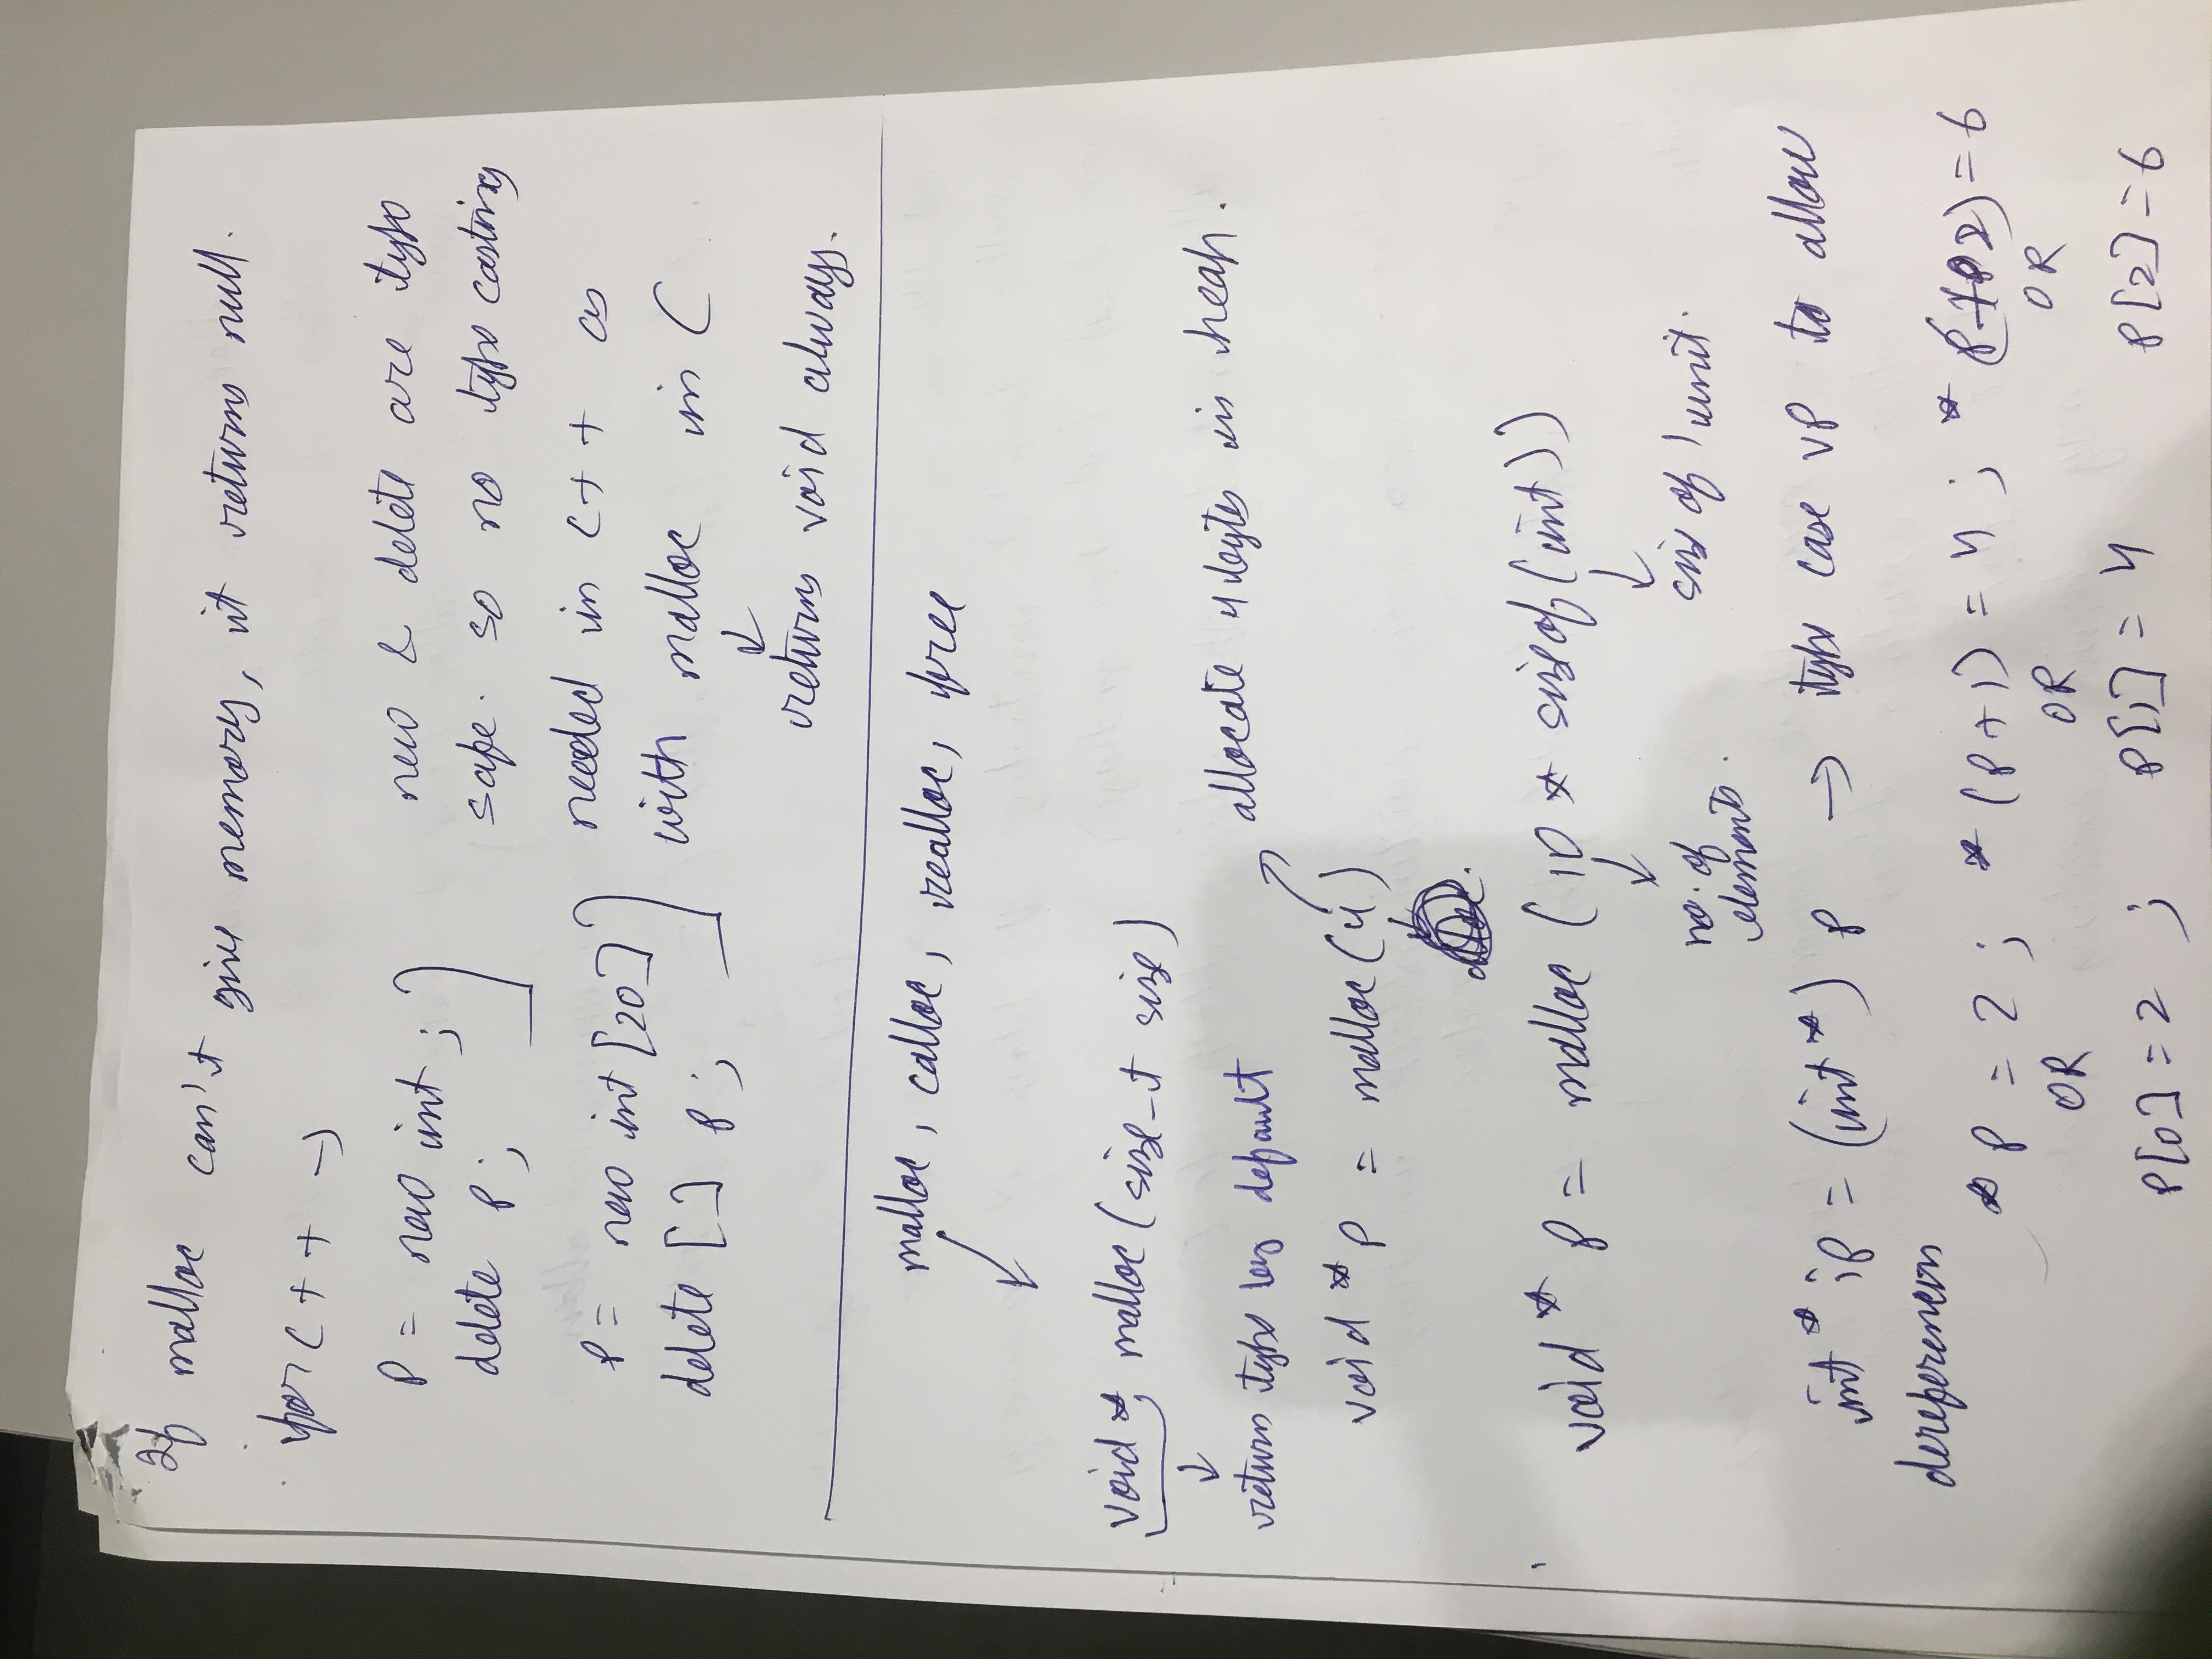 If malloc can't give memory, it returns null.
for C++ →
P = new int ;
delete P;
new & delete are type
safe. so no type casting
needed in C++ as
with malloc in C
↓
returns void always.
P = new int [20]
delete [] P;
malloc, calloc, realloc, free
void * malloc (size_t size)
↓
return type by default
allocate 4 bytes in heap.
void * P = malloc (4)
void * P = malloc (10 * sizeof(int))
no. of
elements.
size of 1 unit.
int * ip = (int *) P → type case VP to allow
dereferencing
*P = 2 ; *(P+1) = 4 ; *(P+2) = 6
OR OR OR
P[0] = 2 ; P[1] = 4 P[2] = 6